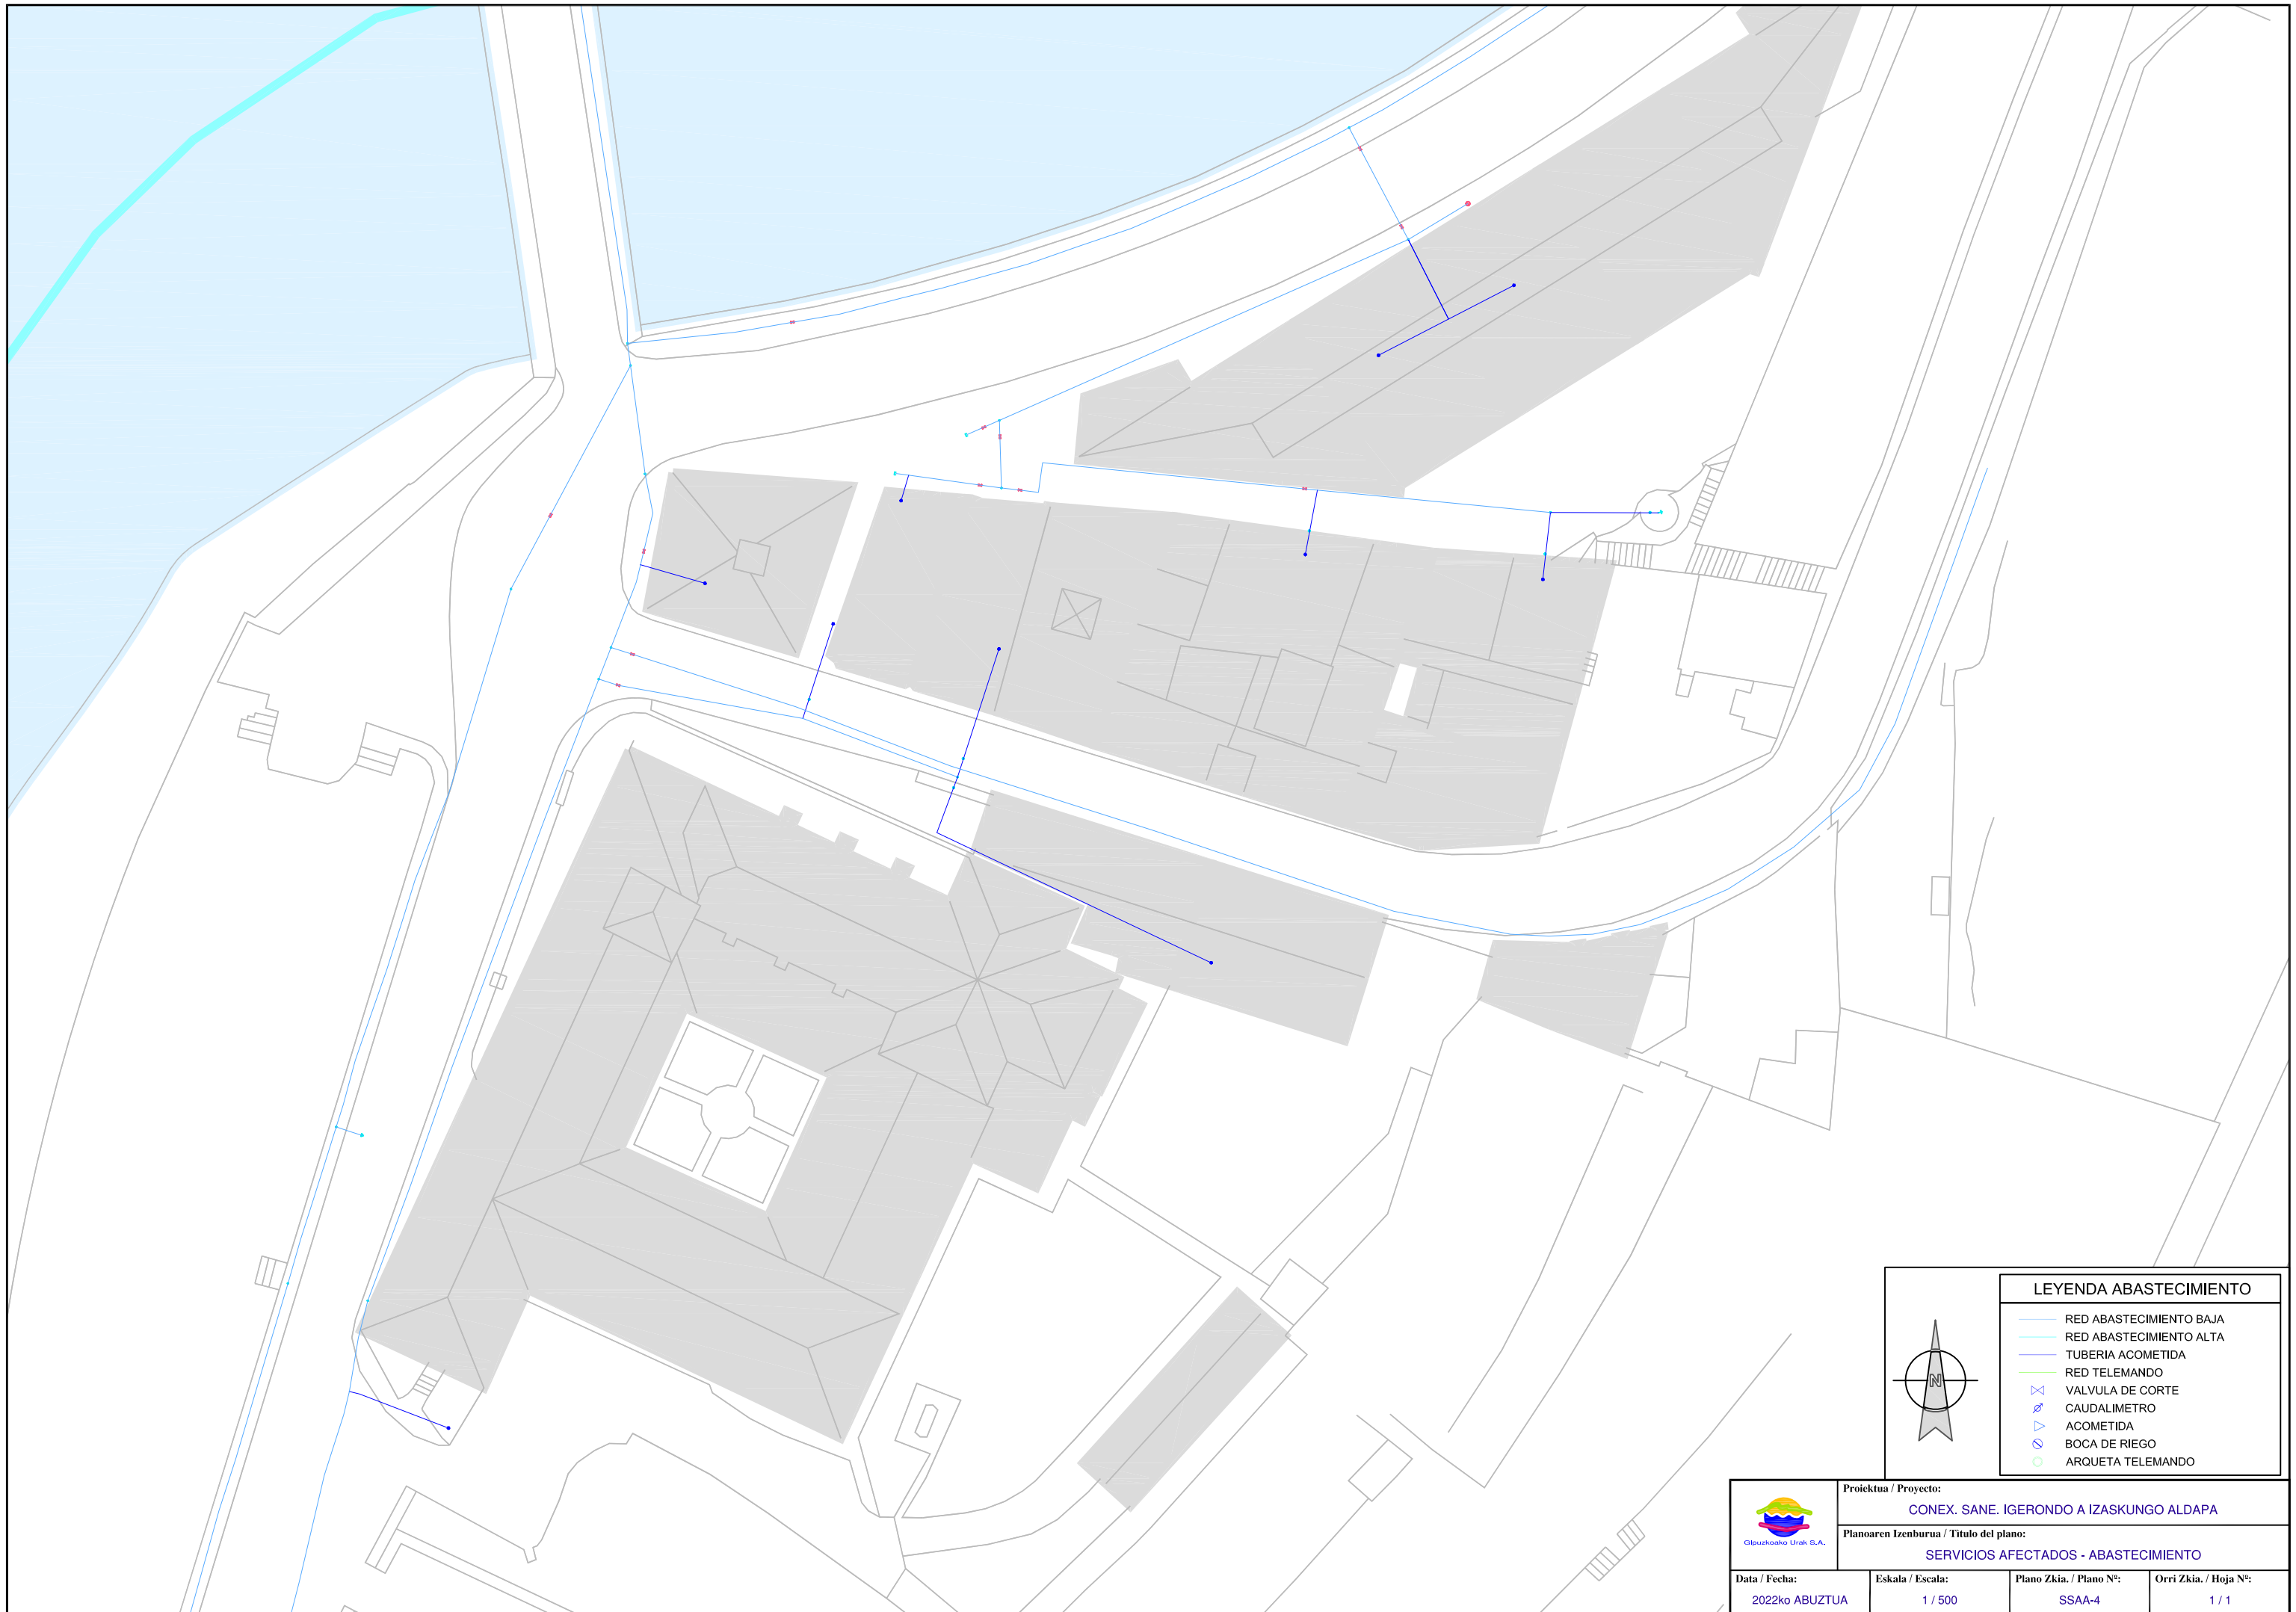 LEYENDA ABASTECIMIENTO
RED ABASTECIMIENTO BAJA
RED ABASTECIMIENTO ALTA
TUBERIA ACOMETIDA
RED TELEMANDO
VALVULA DE CORTE
CAUDALIMETRO
ACOMETIDA
BOCA DE RIEGO
ARQUETA TELEMANDO
N
Gipuzkoako Urak S.A.
Proiektua / Proyecto:
CONEX. SANE. IGERONDO A IZASKUNGO ALDAPA
Planoaren Izenburua / Titulo del plano:
SERVICIOS AFECTADOS - ABASTECIMIENTO
Data / Fecha:
2022ko ABUZTUA
Eskala / Escala:
1 / 500
Plano Zkia. / Plano Nº:
SSAA-4
Orri Zkia. / Hoja Nº:
1 / 1